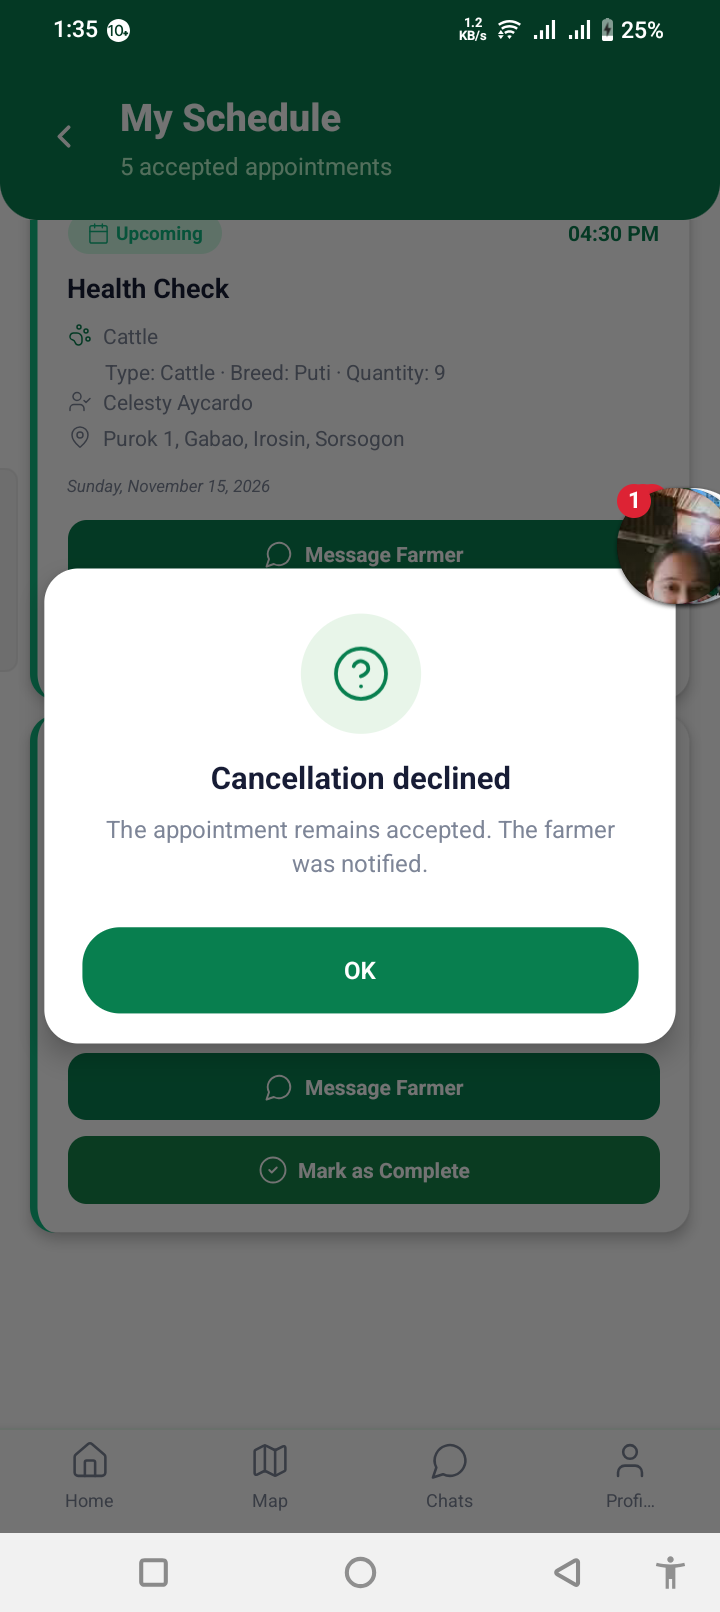 1:35
10
1.2
KB/s
25%
My Schedule
5 accepted appointments
Upcoming
04:30 PM
Health Check
Cattle
Type: Cattle · Breed: Puti · Quantity: 9
Celesty Aycardo
Purok 1, Gabao, Irosin, Sorsogon
Sunday, November 15, 2026
1
Message Farmer
Cancellation declined
The appointment remains accepted. The farmer
was notified.
OK
Message Farmer
Mark as Complete
Home
Map
Chats
Profi...